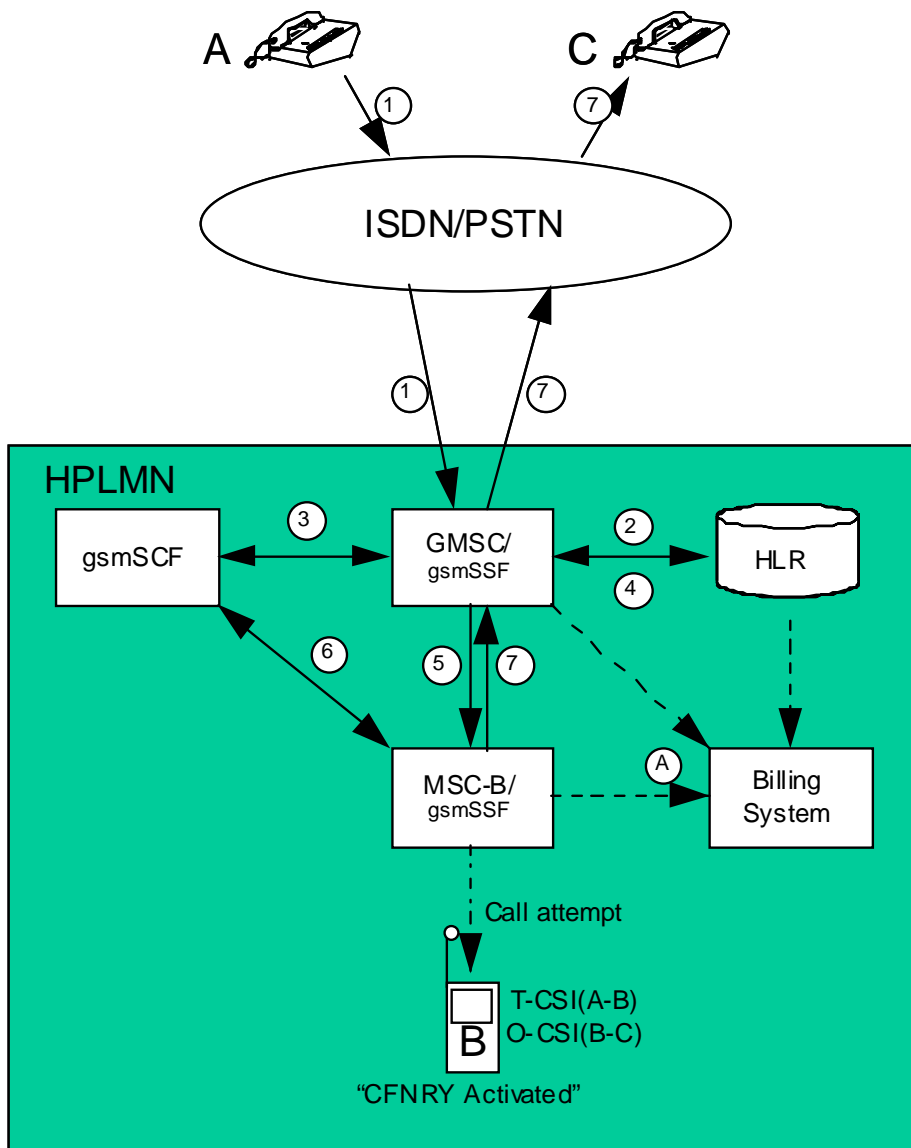 A
C
1
7
ISDN/PSTN
1
7
HPLMN
gsmSCF
3
GMSC/
gsmSSF
2
4
HLR
6
5
7
MSC-B/
gsmSSF
A
Billing
System
Call attempt
B
T-CSI(A-B)
O-CSI(B-C)
“CFNRY Activated”